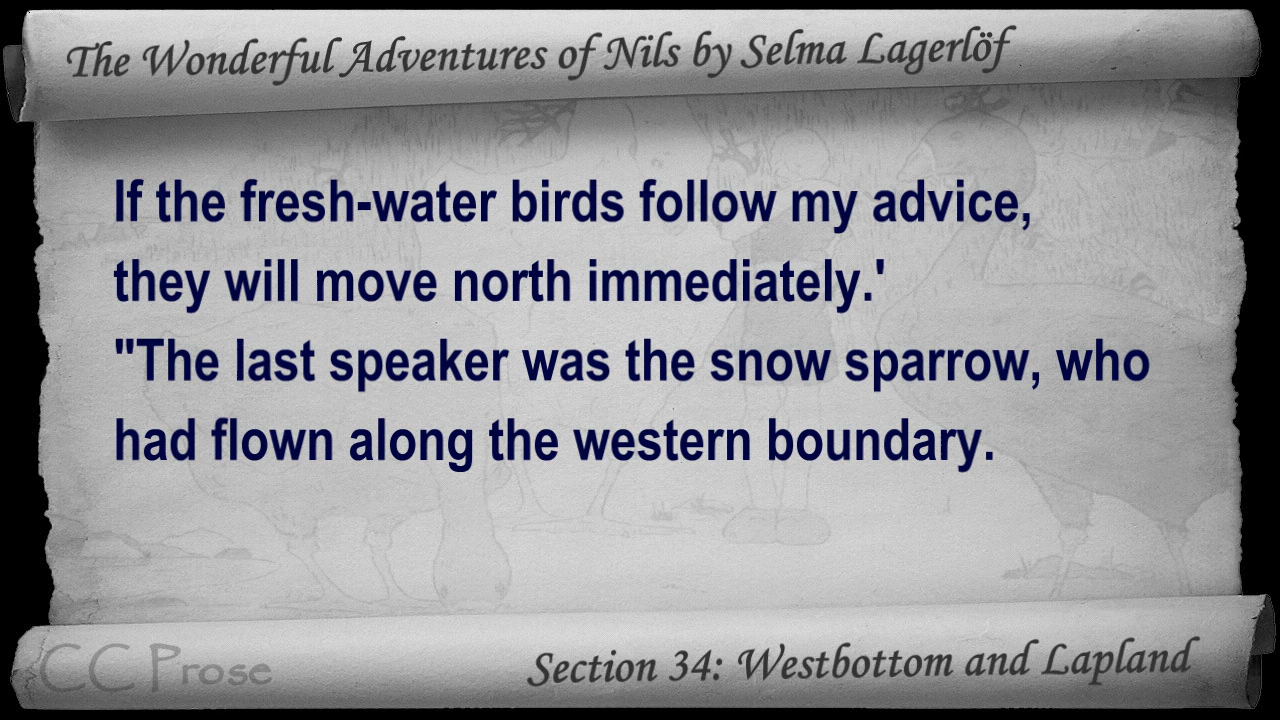 The Wonderful Adventures of Nils by Selma Lagerlöf
If the fresh-water birds follow my advice,
they will move north immediately.'
"The last speaker was the snow sparrow, who
had flown along the western boundary.
CC Prose
Section 34: Westbottom and Lapland